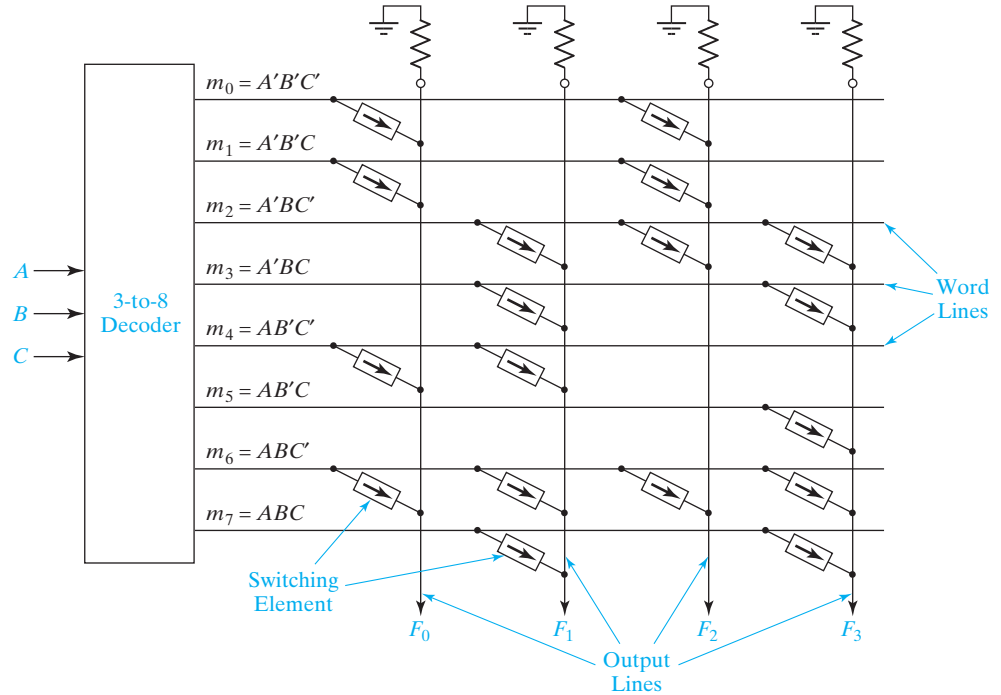 m₀ = A′B′C′
m₁ = A′B′C
m₂ = A′BC′
m₃ = A′BC
m₄ = AB′C′
m₅ = AB′C
m₆ = ABC′
m₇ = ABC
A
B
C
3-to-8
Decoder
Word
Lines
Switching
Element
F₀
F₁
F₂
F₃
Output
Lines